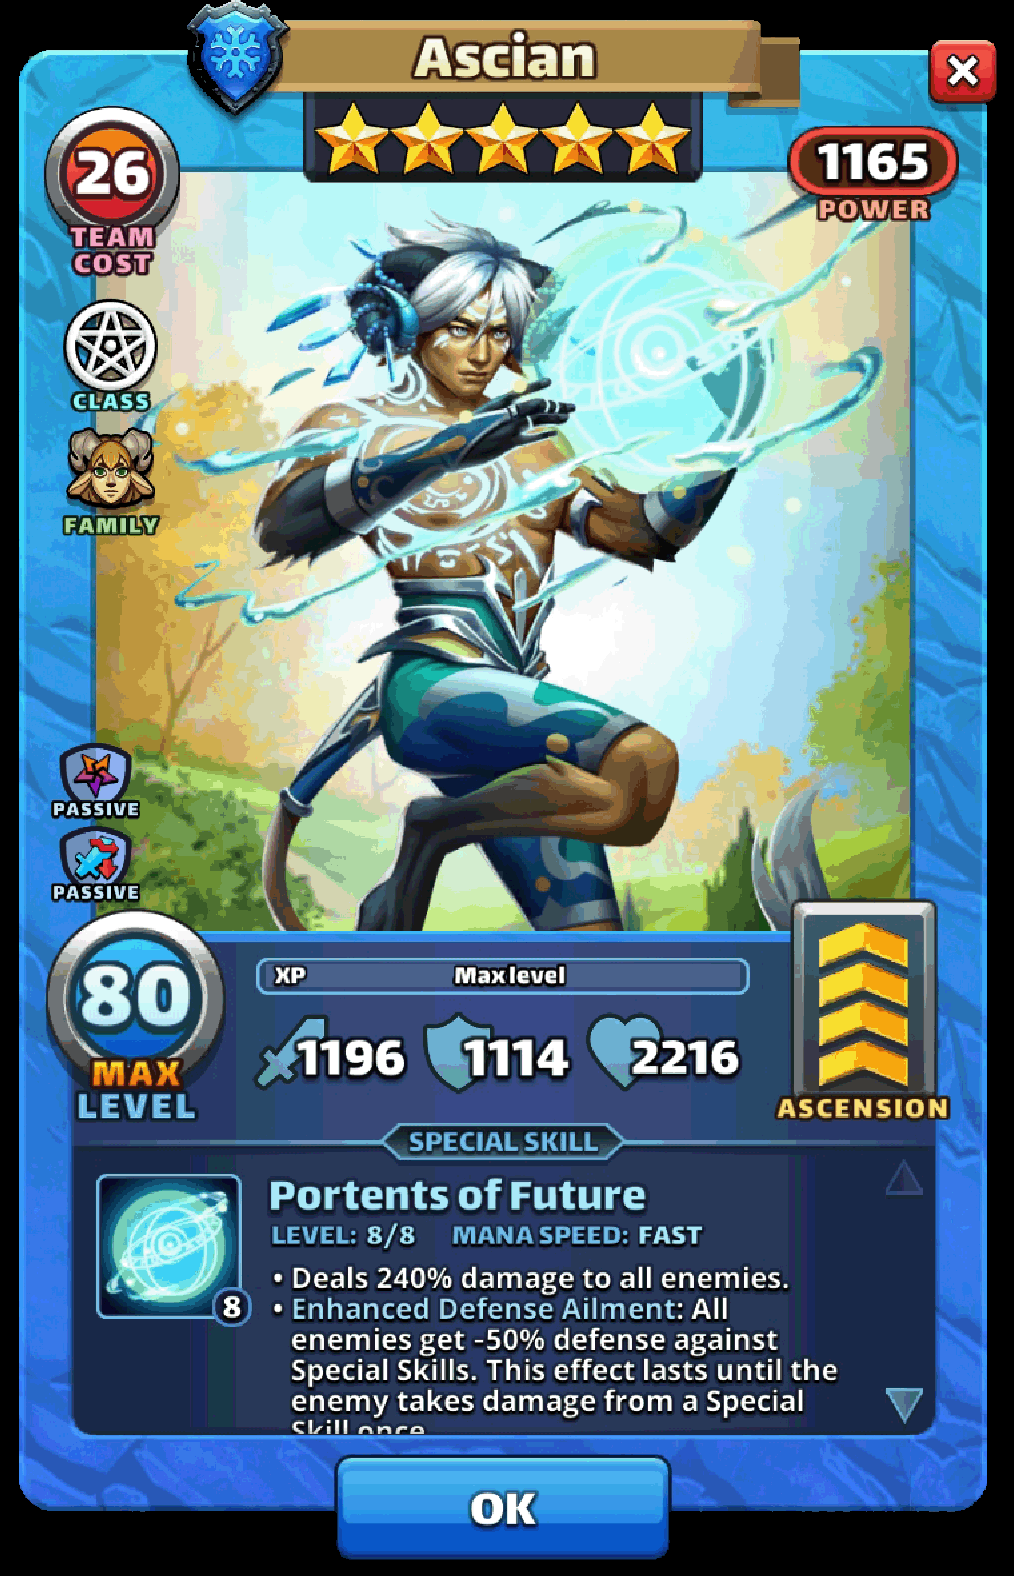 Ascian
26
TEAM
COST
1165
POWER
CLASS
FAMILY
PASSIVE
PASSIVE
80
MAX
LEVEL
XP Max level
1196 1114 2216
ASCENSION
SPECIAL SKILL
Portents of Future
LEVEL: 8/8 MANA SPEED: FAST
8
• Deals 240% damage to all enemies.
• Enhanced Defense Ailment: All
enemies get -50% defense against
Special Skills. This effect lasts until the
enemy takes damage from a Special
Skill once.
OK